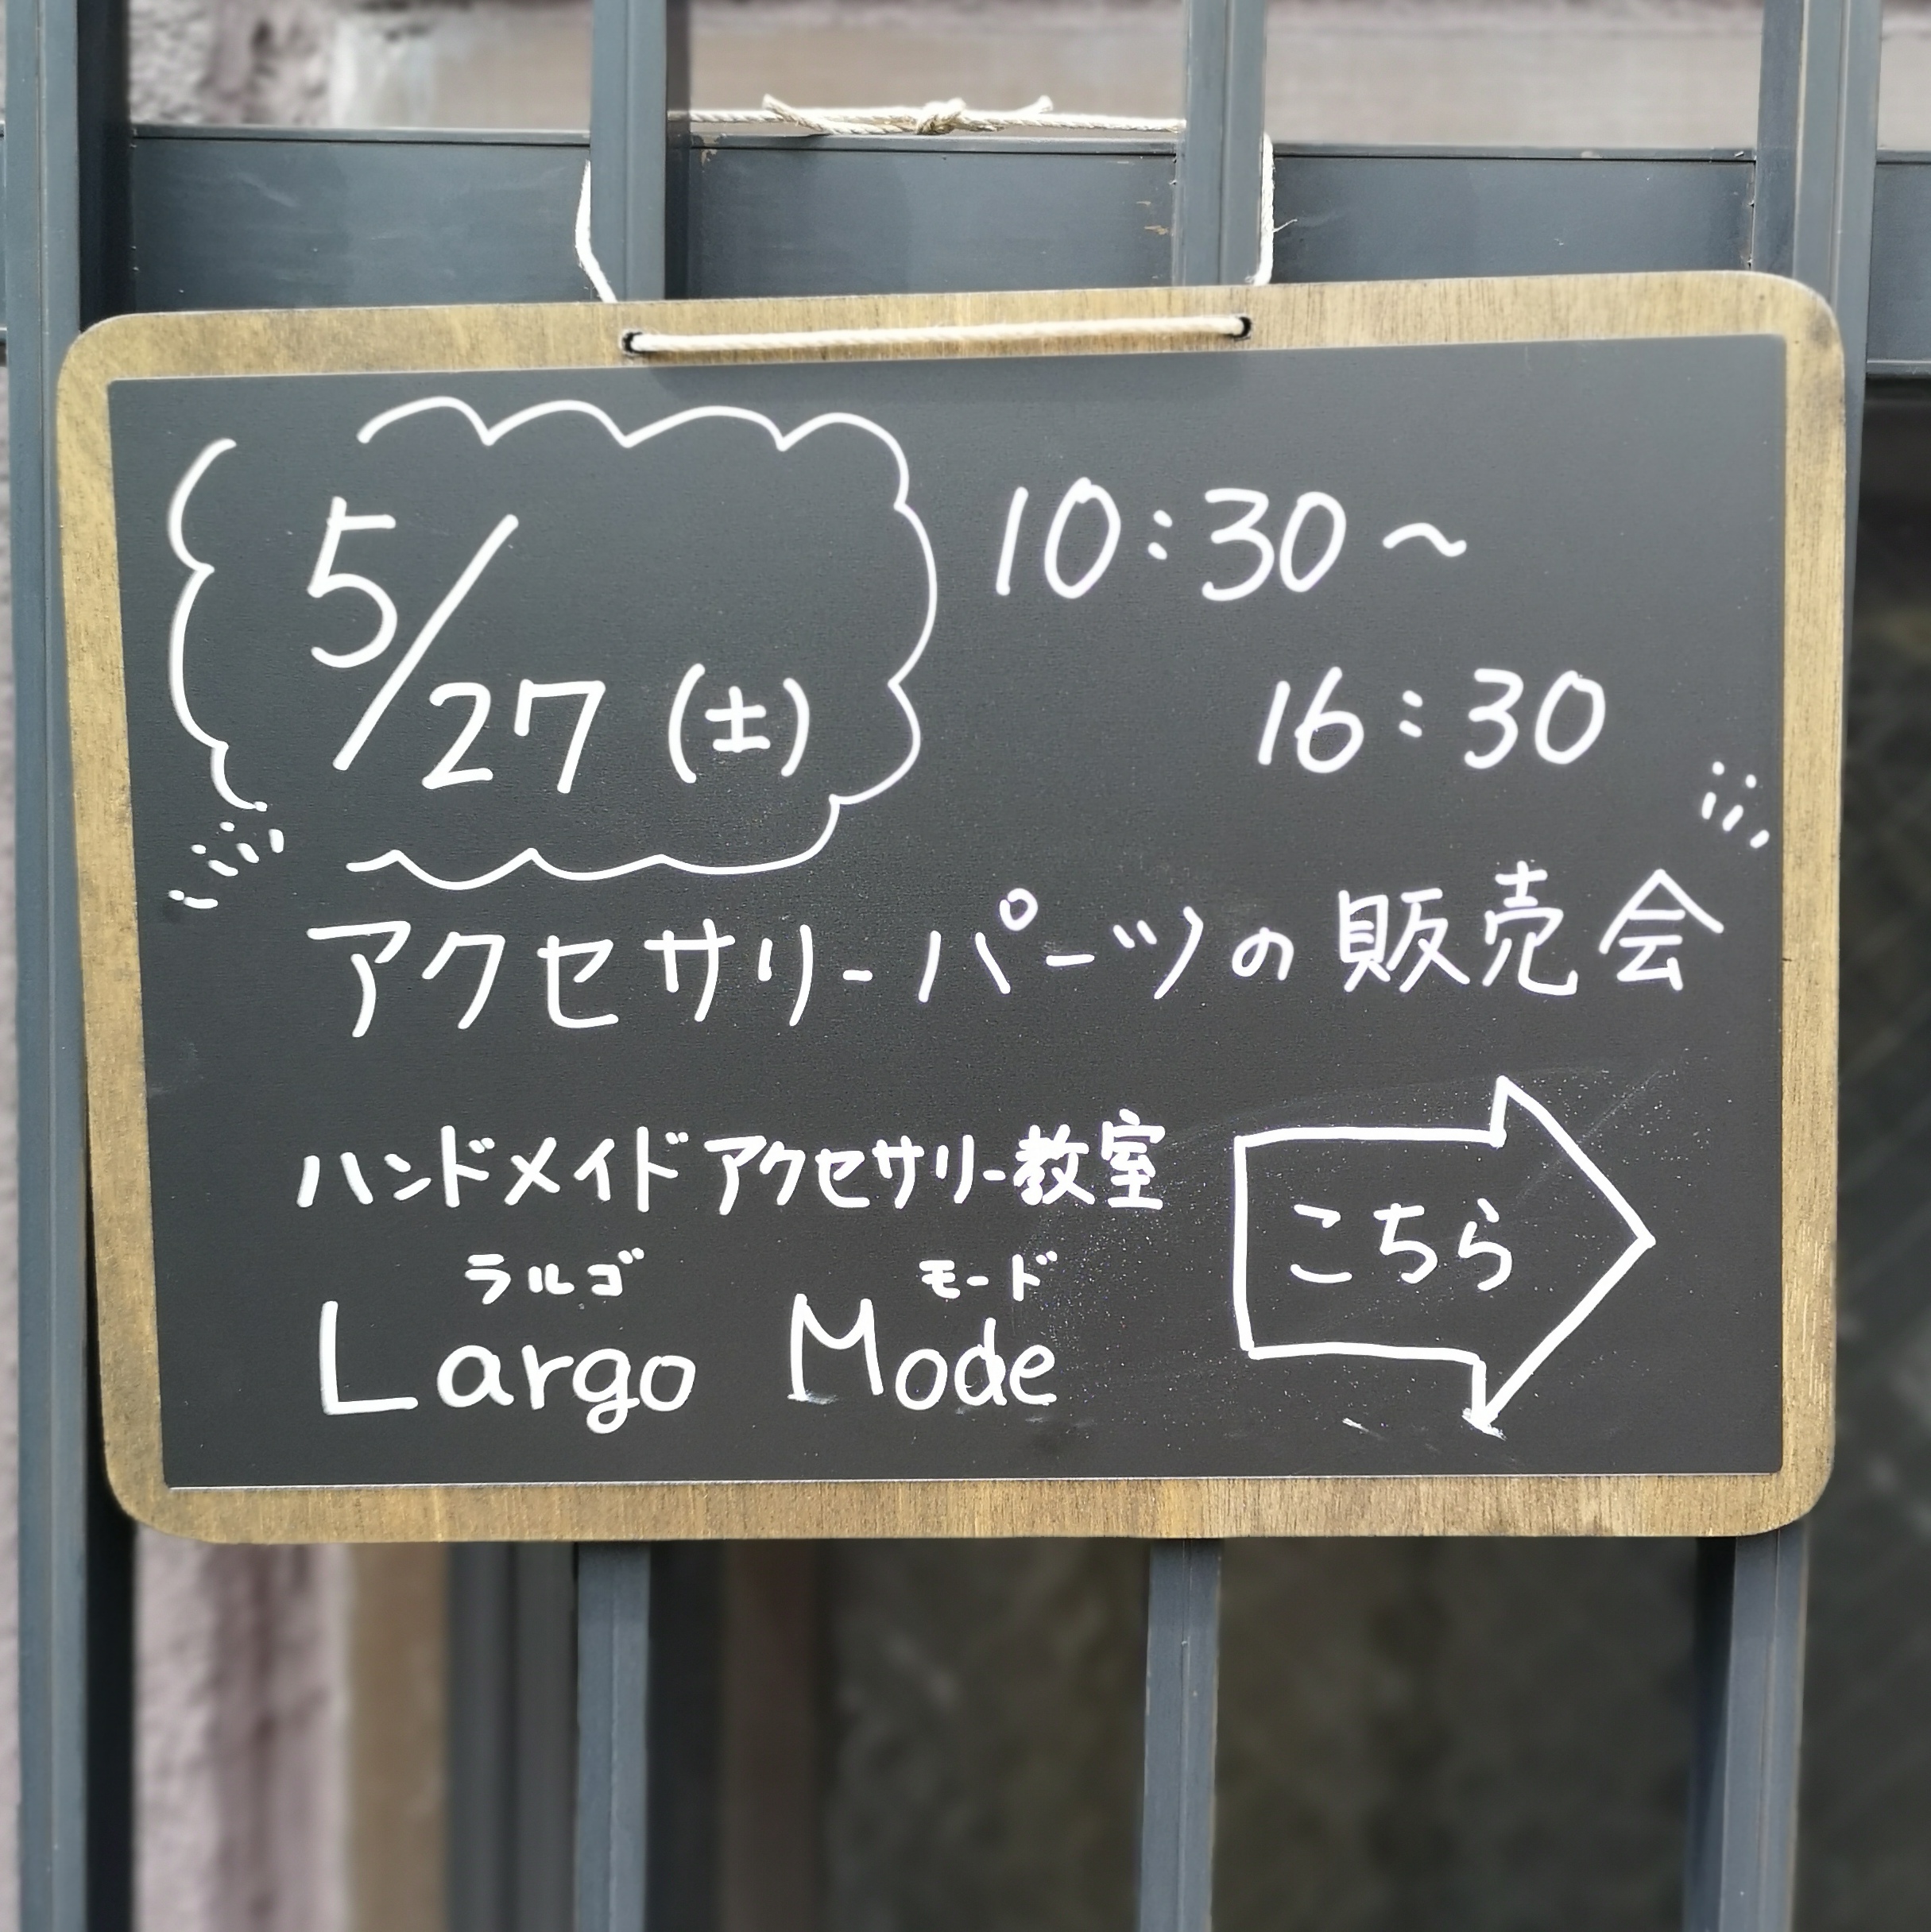 5/27(土)
10:30～
16:30
アクセサリーパーツの販売会
ハンドメイドアクセサリー教室
ラルゴ モード
Largo Mode
こちら